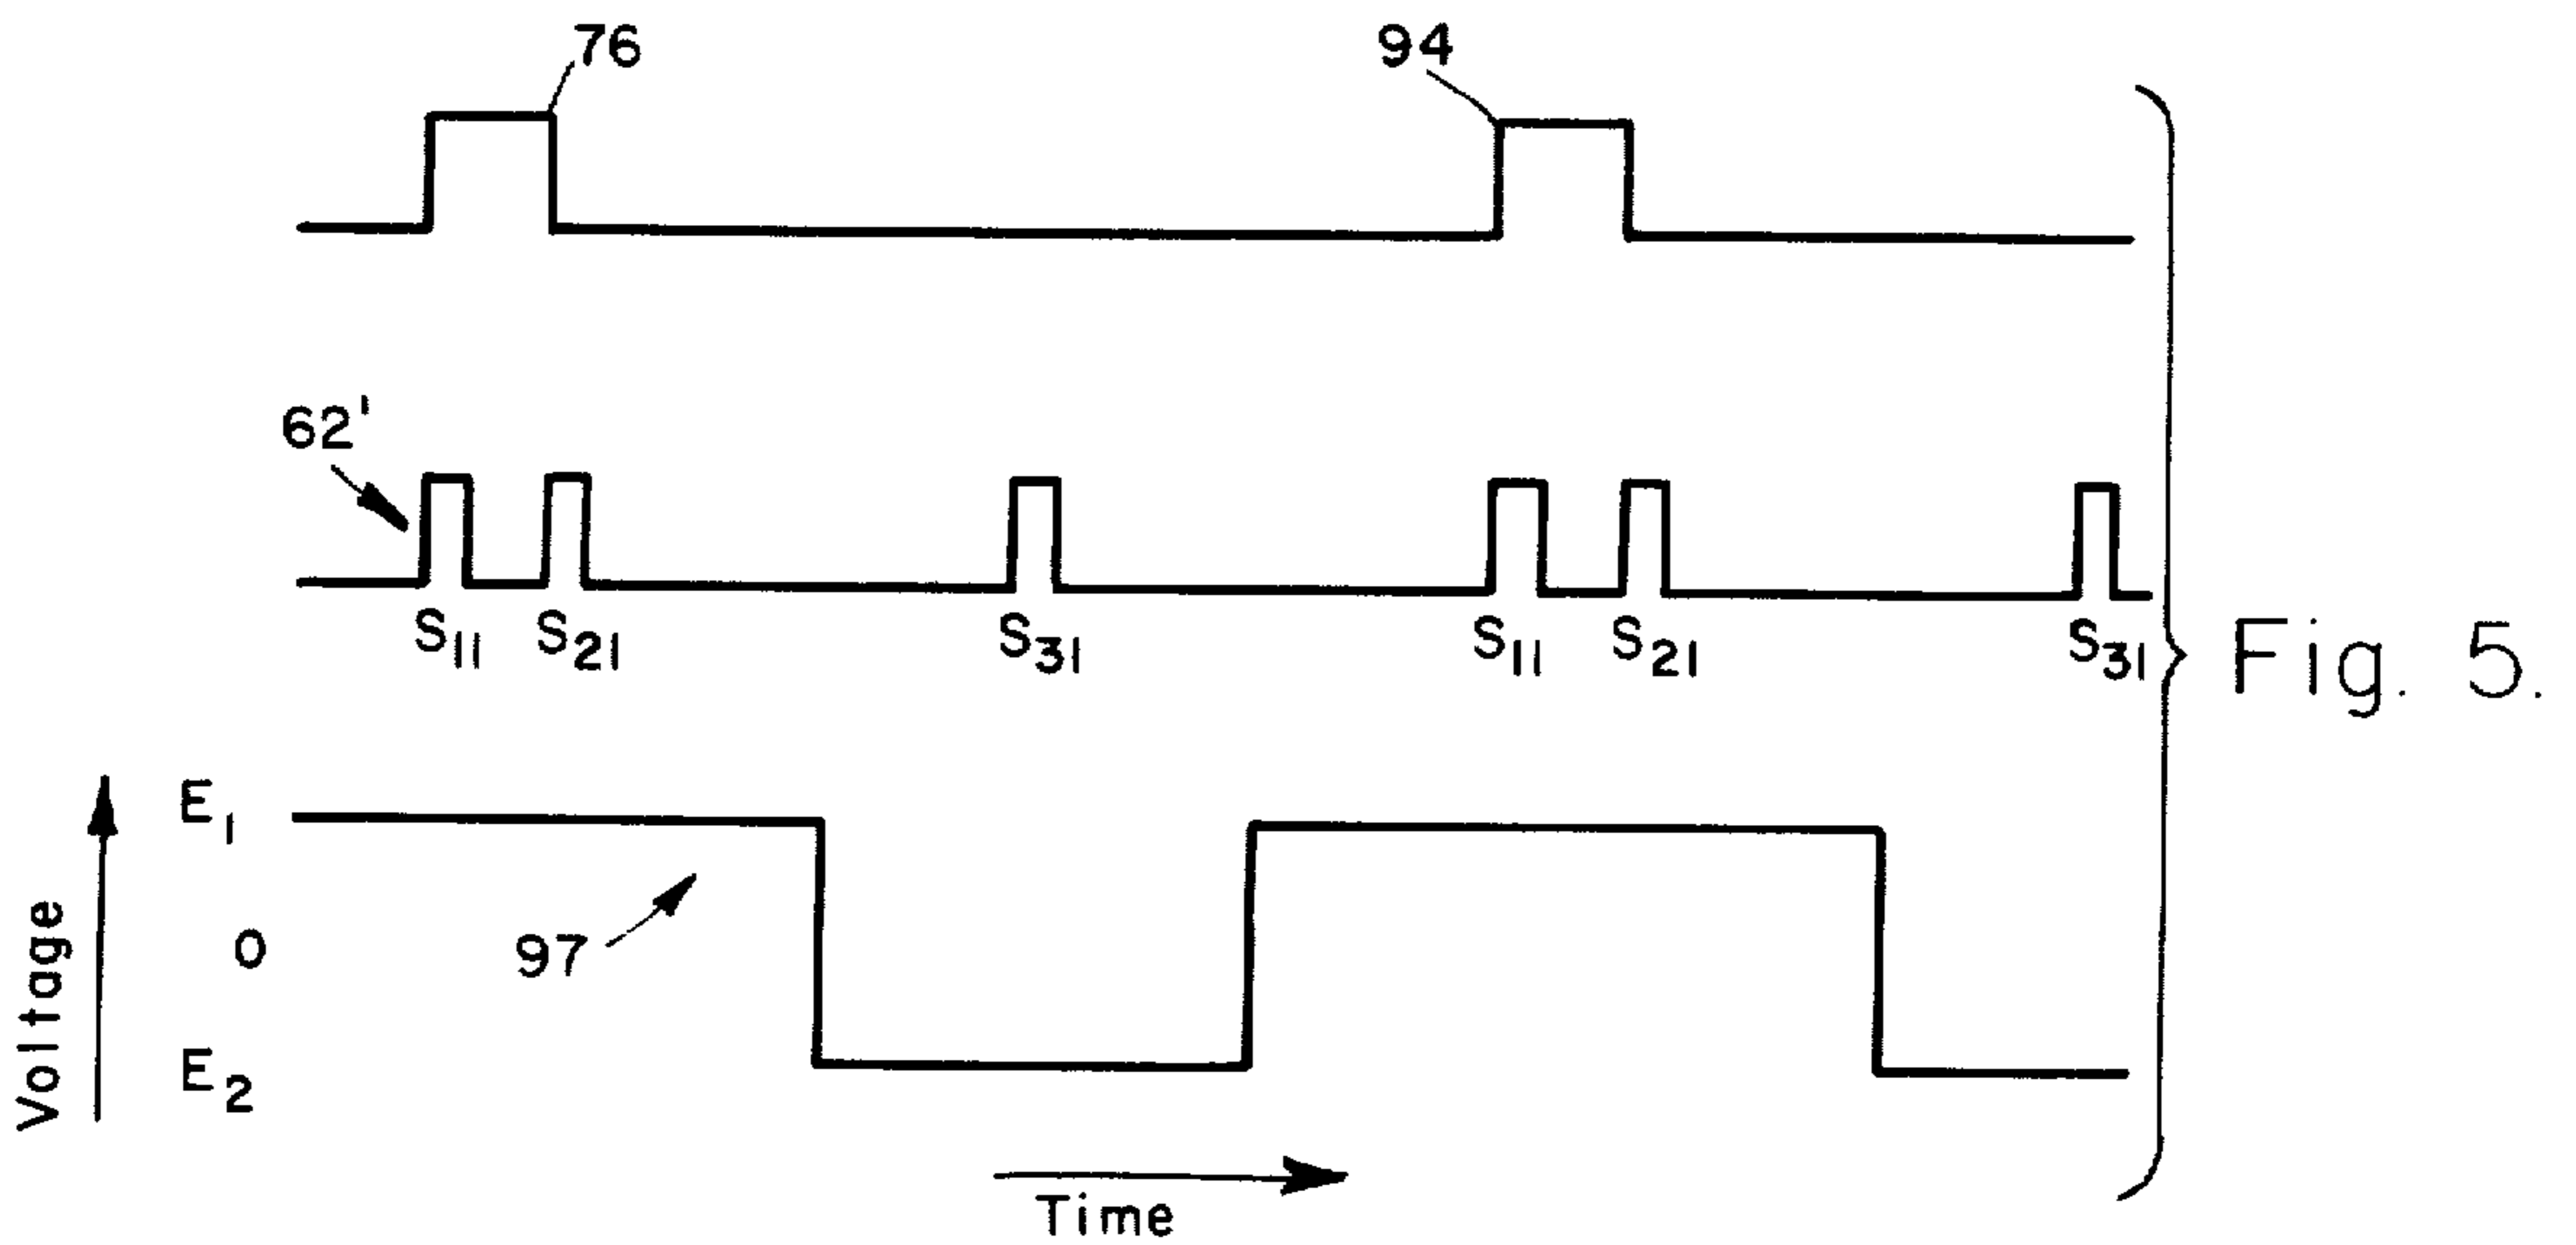 76
94
62'
S11 S21 S31 S11 S21 S31
Fig. 5.
E1
0
E2
97
Voltage
Time